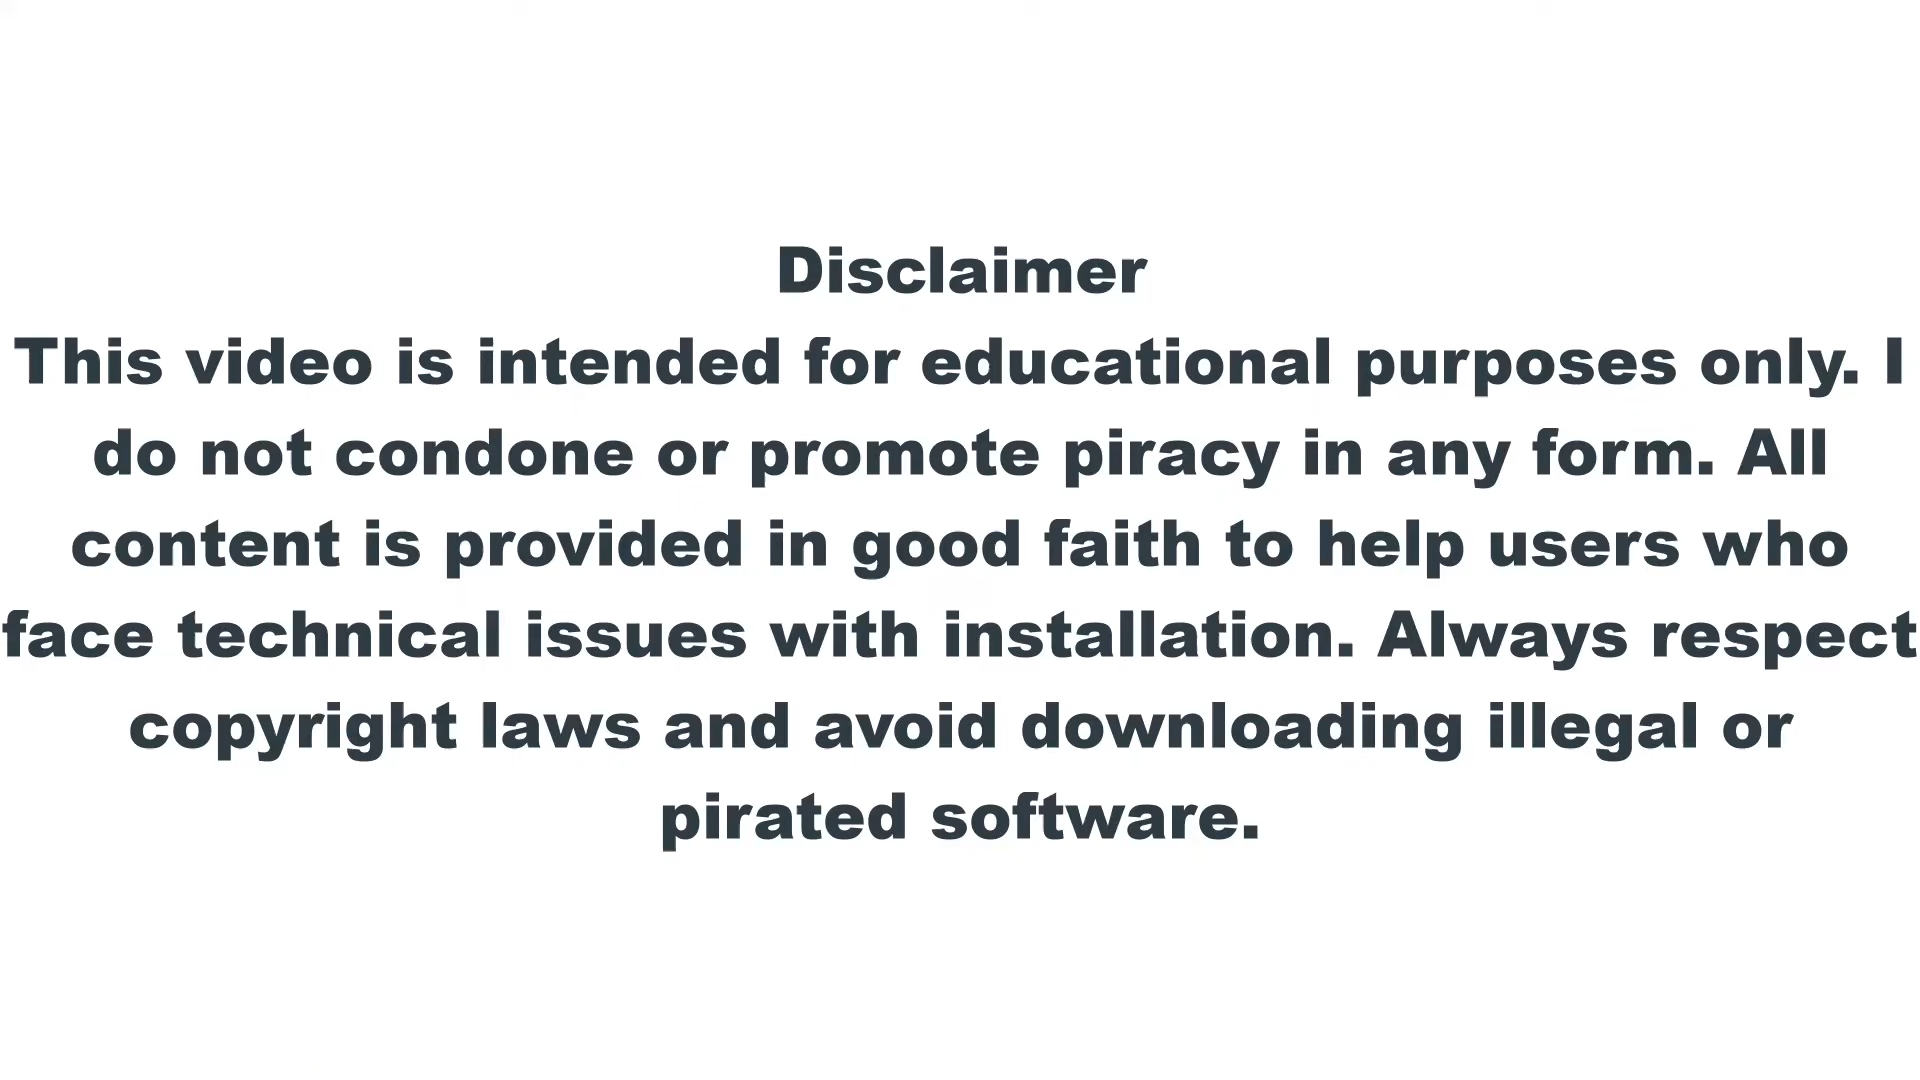 Disclaimer
This video is intended for educational purposes only. I
do not condone or promote piracy in any form. All
content is provided in good faith to help users who
face technical issues with installation. Always respect
copyright laws and avoid downloading illegal or
pirated software.